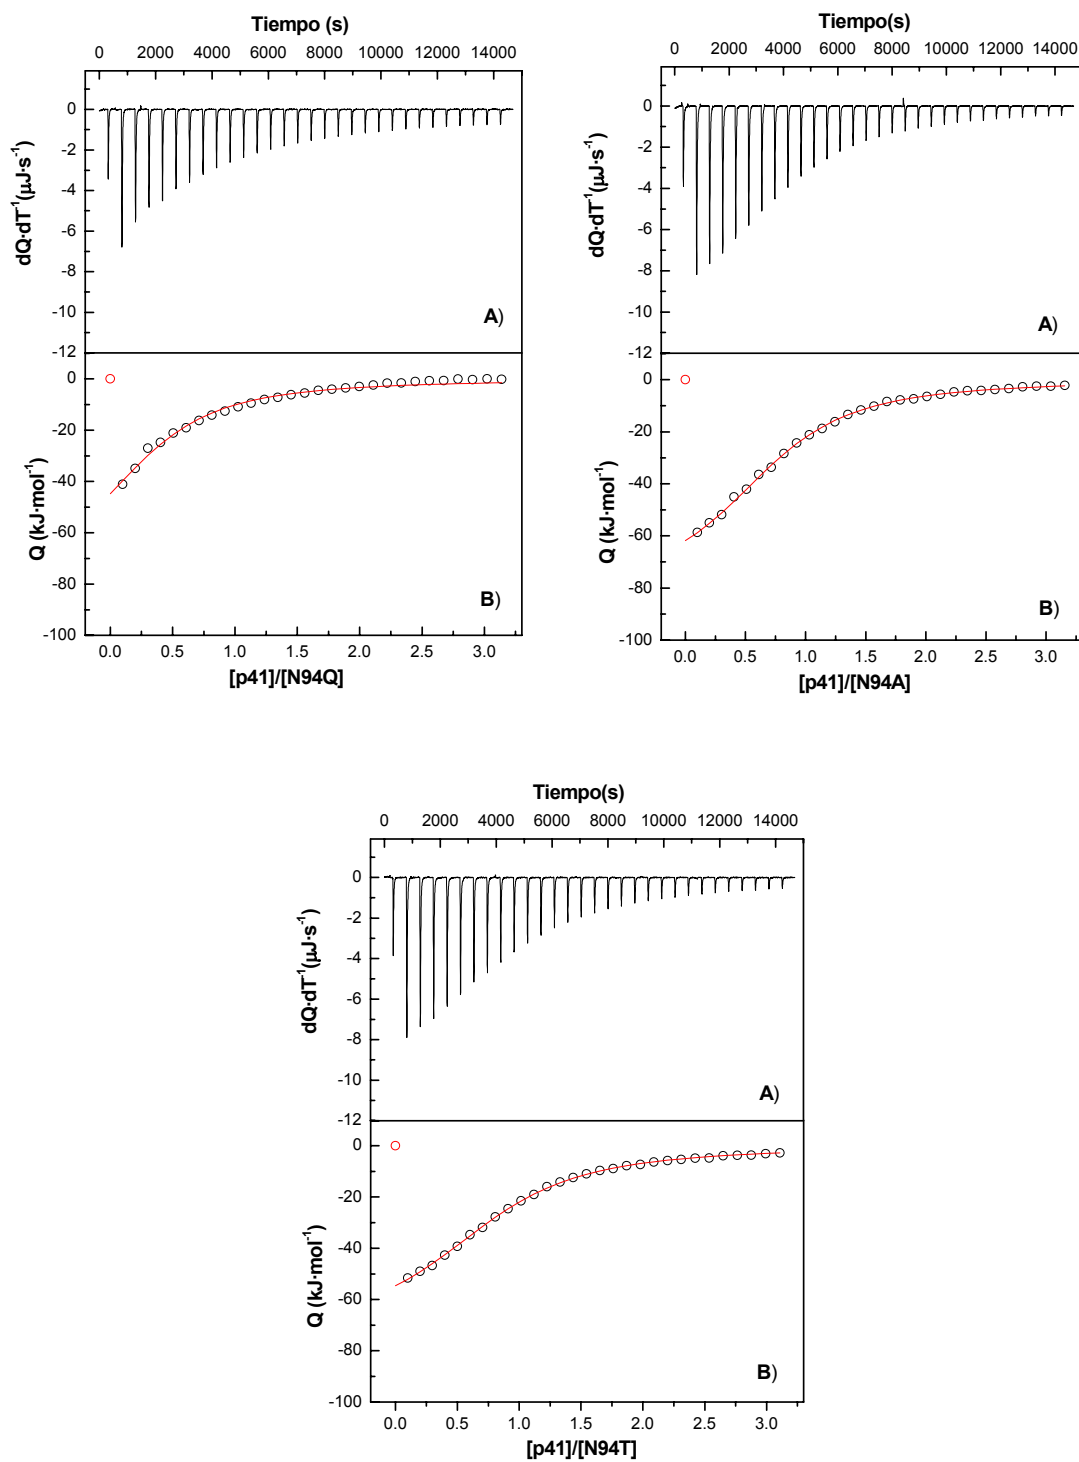 Tiempo (s)
0 2000 4000 6000 8000 10000 12000 14000
0
-2
-4
-6
-8
-10
-12
dQ·dT⁻¹(µJ·s⁻¹)
A)
0
-20
-40
-60
-80
-100
Q (kJ·mol⁻¹)
B)
0.0 0.5 1.0 1.5 2.0 2.5 3.0
[p41]/[N94Q]
Tiempo(s)
0 2000 4000 6000 8000 10000 12000 14000
0
-2
-4
-6
-8
-10
-12
dQ·dT⁻¹(µJ·s⁻¹)
A)
0
-20
-40
-60
-80
-100
Q (kJ·mol⁻¹)
B)
0.0 0.5 1.0 1.5 2.0 2.5 3.0
[p41]/[N94A]
Tiempo(s)
0 2000 4000 6000 8000 10000 12000 14000
0
-2
-4
-6
-8
-10
-12
dQ·dT⁻¹(µJ·s⁻¹)
A)
0
-20
-40
-60
-80
-100
Q (kJ·mol⁻¹)
B)
0.0 0.5 1.0 1.5 2.0 2.5 3.0
[p41]/[N94T]